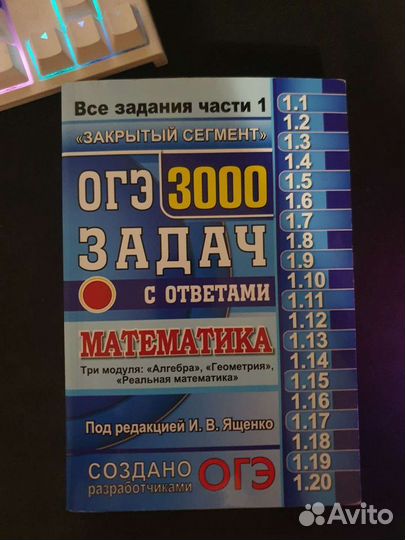 Все задания части 1
«ЗАКРЫТЫЙ СЕГМЕНТ»
ОГЭ 3000
ЗАДАЧ
С ОТВЕТАМИ
МАТЕМАТИКА
Три модуля: «Алгебра», «Геометрия»,
«Реальная математика»
Под редакцией И. В. Ященко
СОЗДАНО
разработчиками ОГЭ
1.1
1.2
1.3
1.4
1.5
1.6
1.7
1.8
1.9
1.10
1.11
1.12
1.13
1.14
1.15
1.16
1.17
1.18
1.19
1.20
Avito